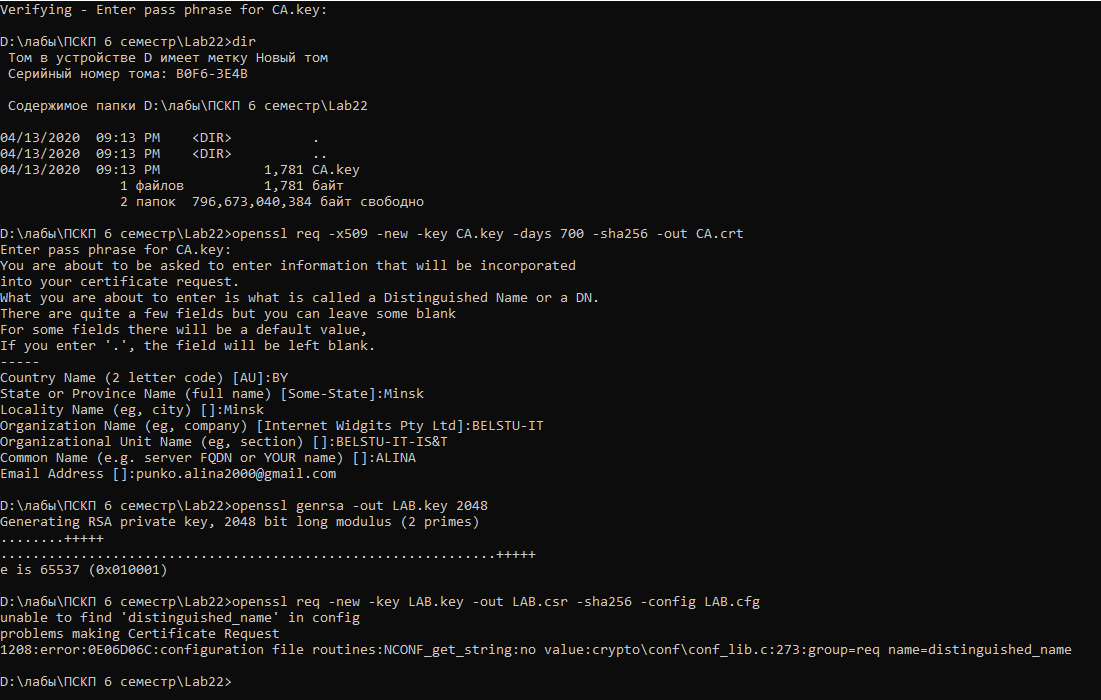 Verifying - Enter pass phrase for CA.key:
D:\лабы\ПСКП 6 семестр\Lab22>dir
Том в устройстве D имеет метку Новый том
Серийный номер тома: B0F6-3E4B
Содержимое папки D:\лабы\ПСКП 6 семестр\Lab22
04/13/2020  09:13 PM    <DIR>          .
04/13/2020  09:13 PM    <DIR>          ..
04/13/2020  09:13 PM             1,781 CA.key
1 файлов          1,781 байт
2 папок  796,673,040,384 байт свободно
D:\лабы\ПСКП 6 семестр\Lab22>openssl req -x509 -new -key CA.key -days 700 -sha256 -out CA.crt
Enter pass phrase for CA.key:
You are about to be asked to enter information that will be incorporated
into your certificate request.
What you are about to enter is what is called a Distinguished Name or a DN.
There are quite a few fields but you can leave some blank
For some fields there will be a default value,
If you enter '.', the field will be left blank.
-----
Country Name (2 letter code) [AU]:BY
State or Province Name (full name) [Some-State]:Minsk
Locality Name (eg, city) []:Minsk
Organization Name (eg, company) [Internet Widgits Pty Ltd]:BELSTU-IT
Organizational Unit Name (eg, section) []:BELSTU-IT-IS&T
Common Name (e.g. server FQDN or YOUR name) []:ALINA
Email Address []:punko.alina2000@gmail.com
D:\лабы\ПСКП 6 семестр\Lab22>openssl genrsa -out LAB.key 2048
Generating RSA private key, 2048 bit long modulus (2 primes)
........+++++
..............................................................+++++
e is 65537 (0x010001)
D:\лабы\ПСКП 6 семестр\Lab22>openssl req -new -key LAB.key -out LAB.csr -sha256 -config LAB.cfg
unable to find 'distinguished_name' in config
problems making Certificate Request
1208:error:0E06D06C:configuration file routines:NCONF_get_string:no value:crypto\conf\conf_lib.c:273:group=req name=distinguished_name
D:\лабы\ПСКП 6 семестр\Lab22>